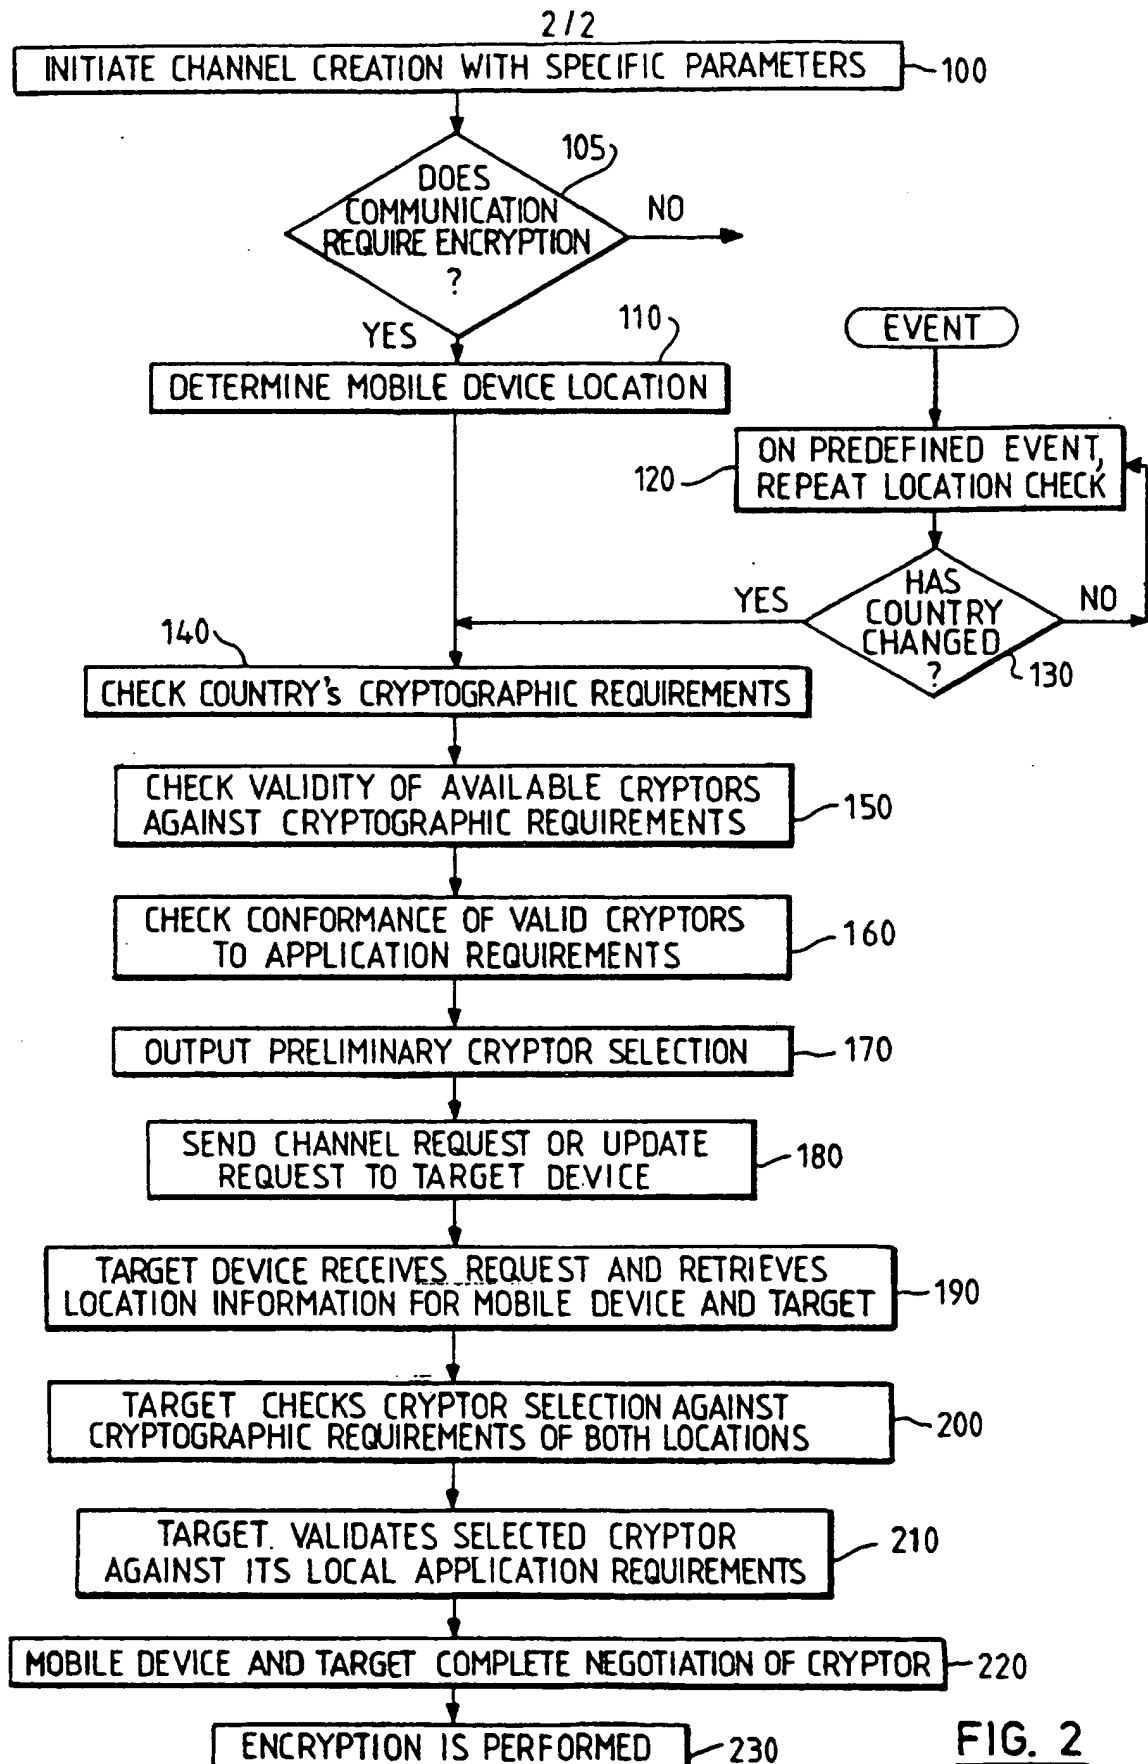 2/2
INITIATE CHANNEL CREATION WITH SPECIFIC PARAMETERS
100
105
DOES
COMMUNICATION
REQUIRE ENCRYPTION
?
NO
YES
110
DETERMINE MOBILE DEVICE LOCATION
EVENT
120
ON PREDEFINED EVENT,
REPEAT LOCATION CHECK
HAS
COUNTRY
CHANGED
?
YES
NO
130
140
CHECK COUNTRY's CRYPTOGRAPHIC REQUIREMENTS
CHECK VALIDITY OF AVAILABLE CRYPTORS
AGAINST CRYPTOGRAPHIC REQUIREMENTS
150
CHECK CONFORMANCE OF VALID CRYPTORS
TO APPLICATION REQUIREMENTS
160
OUTPUT PRELIMINARY CRYPTOR SELECTION
170
SEND CHANNEL REQUEST OR UPDATE
REQUEST TO TARGET DEVICE
180
TARGET DEVICE RECEIVES REQUEST AND RETRIEVES
LOCATION INFORMATION FOR MOBILE DEVICE AND TARGET
190
TARGET CHECKS CRYPTOR SELECTION AGAINST
CRYPTOGRAPHIC REQUIREMENTS OF BOTH LOCATIONS
200
TARGET. VALIDATES SELECTED CRYPTOR
AGAINST ITS LOCAL APPLICATION REQUIREMENTS
210
MOBILE DEVICE AND TARGET COMPLETE NEGOTIATION OF CRYPTOR
220
ENCRYPTION IS PERFORMED
230
FIG. 2